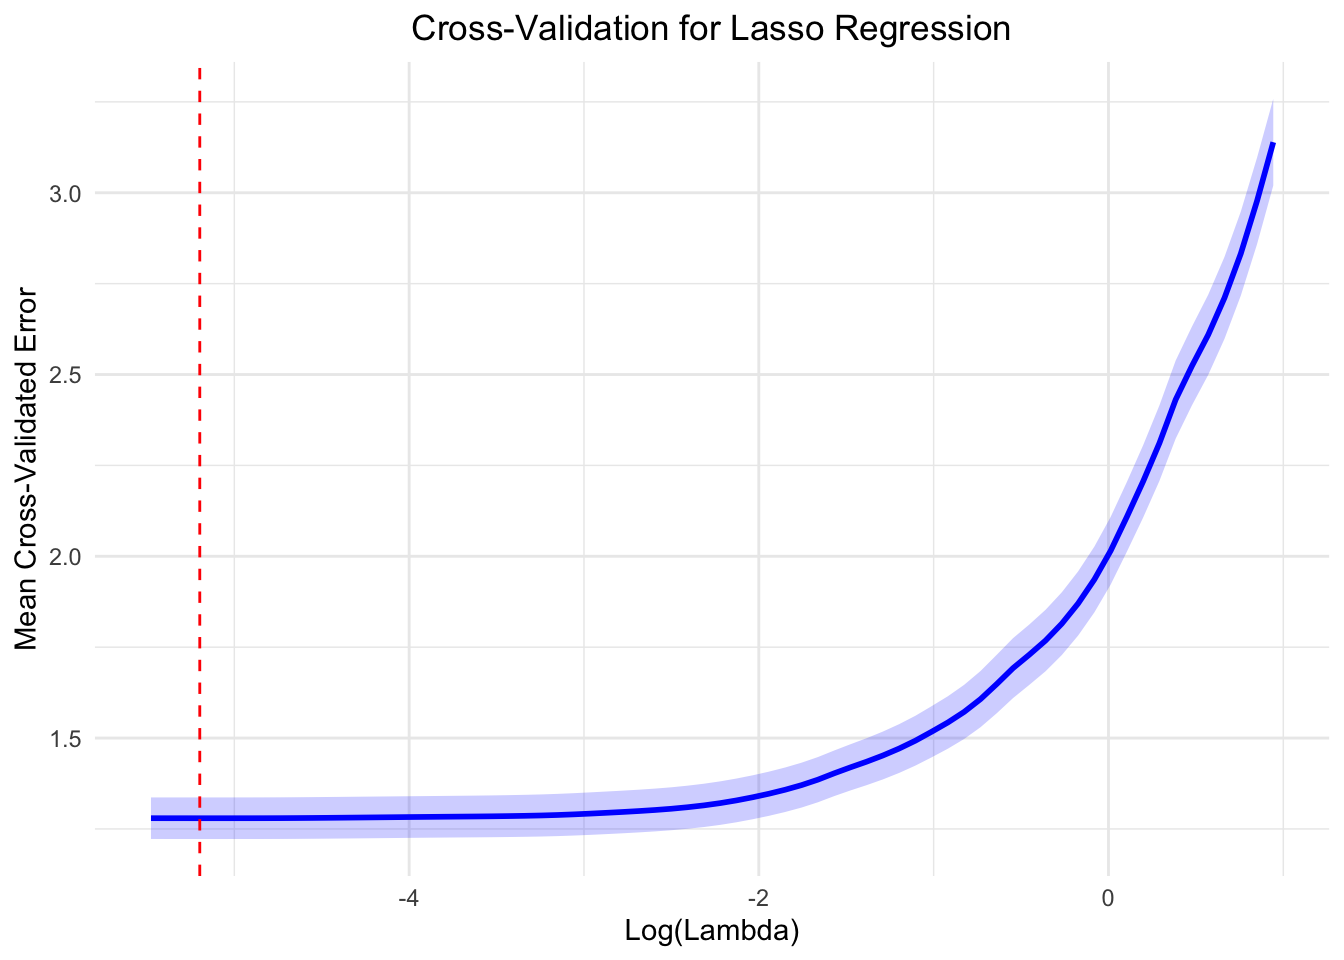 Cross-Validation for Lasso Regression
Mean Cross-Validated Error
3.0
2.5
2.0
1.5
-4 -2 0
Log(Lambda)